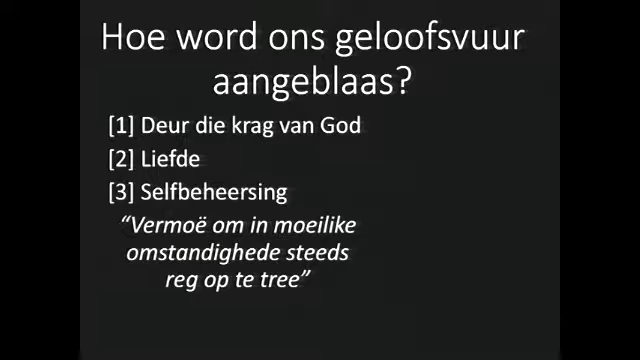 Hoe word ons geloofsvuur
aangeblaas?
[1] Deur die krag van God
[2] Liefde
[3] Selfbeheersing
“Vermoë om in moeilike
omstandighede steeds
reg op te tree”